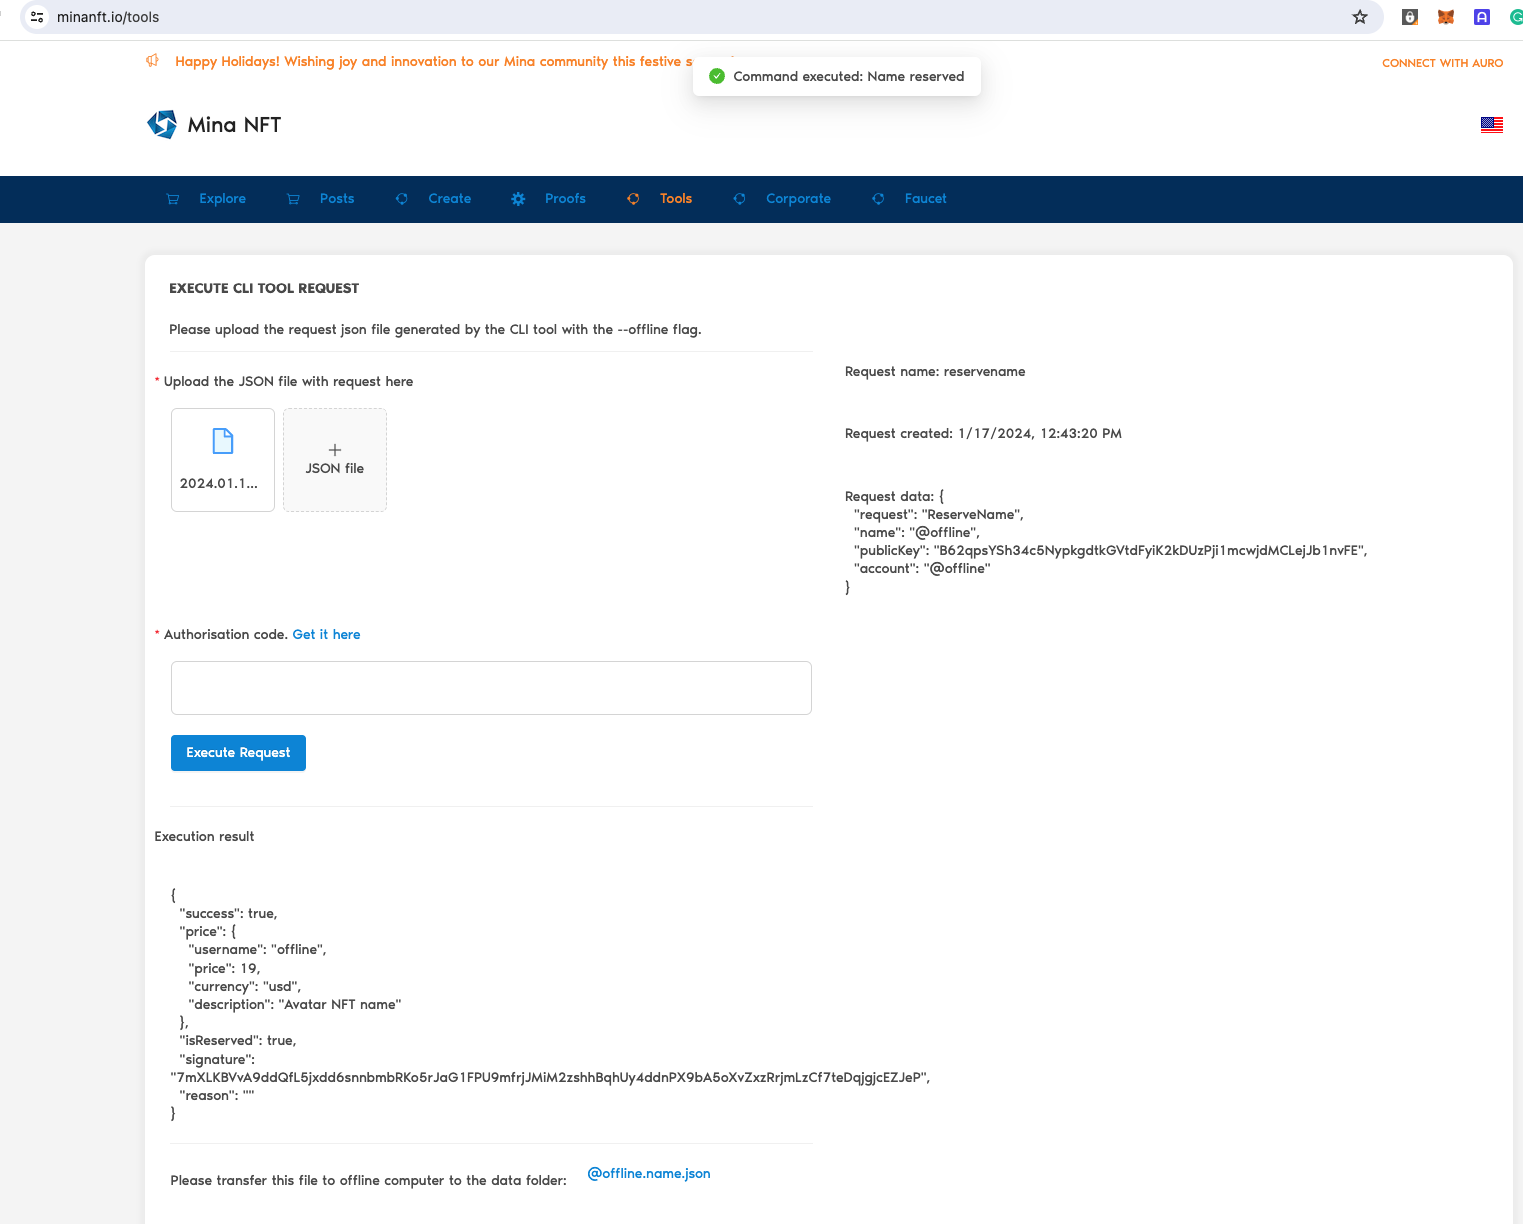 minanft.io/tools
Happy Holidays! Wishing joy and innovation to our Mina community this festive
Command executed: Name reserved
CONNECT WITH AURO
Mina NFT
Explore
Posts
Create
Proofs
Tools
Corporate
Faucet
EXECUTE CLI TOOL REQUEST
Please upload the request json file generated by the CLI tool with the --offline flag.
* Upload the JSON file with request here
2024.01.1...
JSON file
Request name: reservename
Request created: 1/17/2024, 12:43:20 PM
Request data: {
"request": "ReserveName",
"name": "@offline",
"publicKey": "B62qpsYSh34c5NypkgdtkGVtdFyiK2kDUzPji1mcwjdMCLejJb1nvFE",
"account": "@offline"
}
* Authorisation code. Get it here
Execute Request
Execution result
{
"success": true,
"price": {
"username": "offline",
"price": 19,
"currency": "usd",
"description": "Avatar NFT name"
},
"isReserved": true,
"signature":
"7mXLKBVvA9ddQfL5jxdd6snnbmbRKo5rJaG1FPU9mfrjJMiM2zshhBqhUy4ddnPX9bA5oXvZxzRrjmLzCf7teDqjgjcEZJeP",
"reason": ""
}
Please transfer this file to offline computer to the data folder:
@offline.name.json